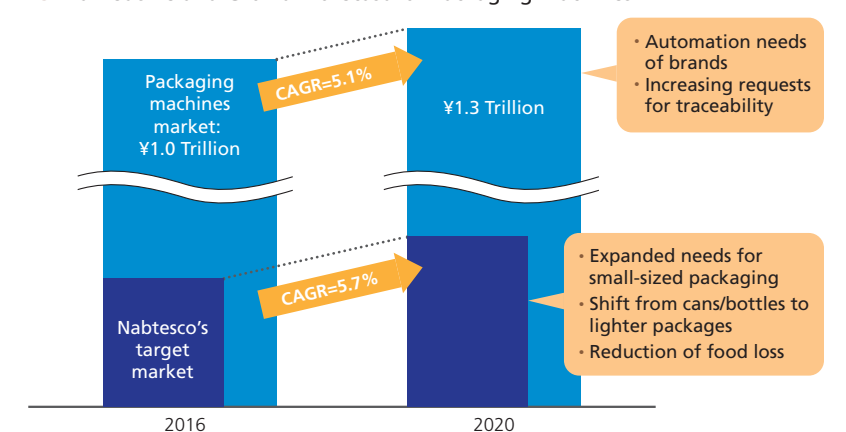 Packaging
machines
market:
¥1.0 Trillion
CAGR=5.1%
¥1.3 Trillion
・Automation needs
of brands
・Increasing requests
for traceability
Nabtesco’s
target
market
CAGR=5.7%
・Expanded needs for
small-sized packaging
・Shift from cans/bottles to
lighter packages
・Reduction of food loss
2016
2020